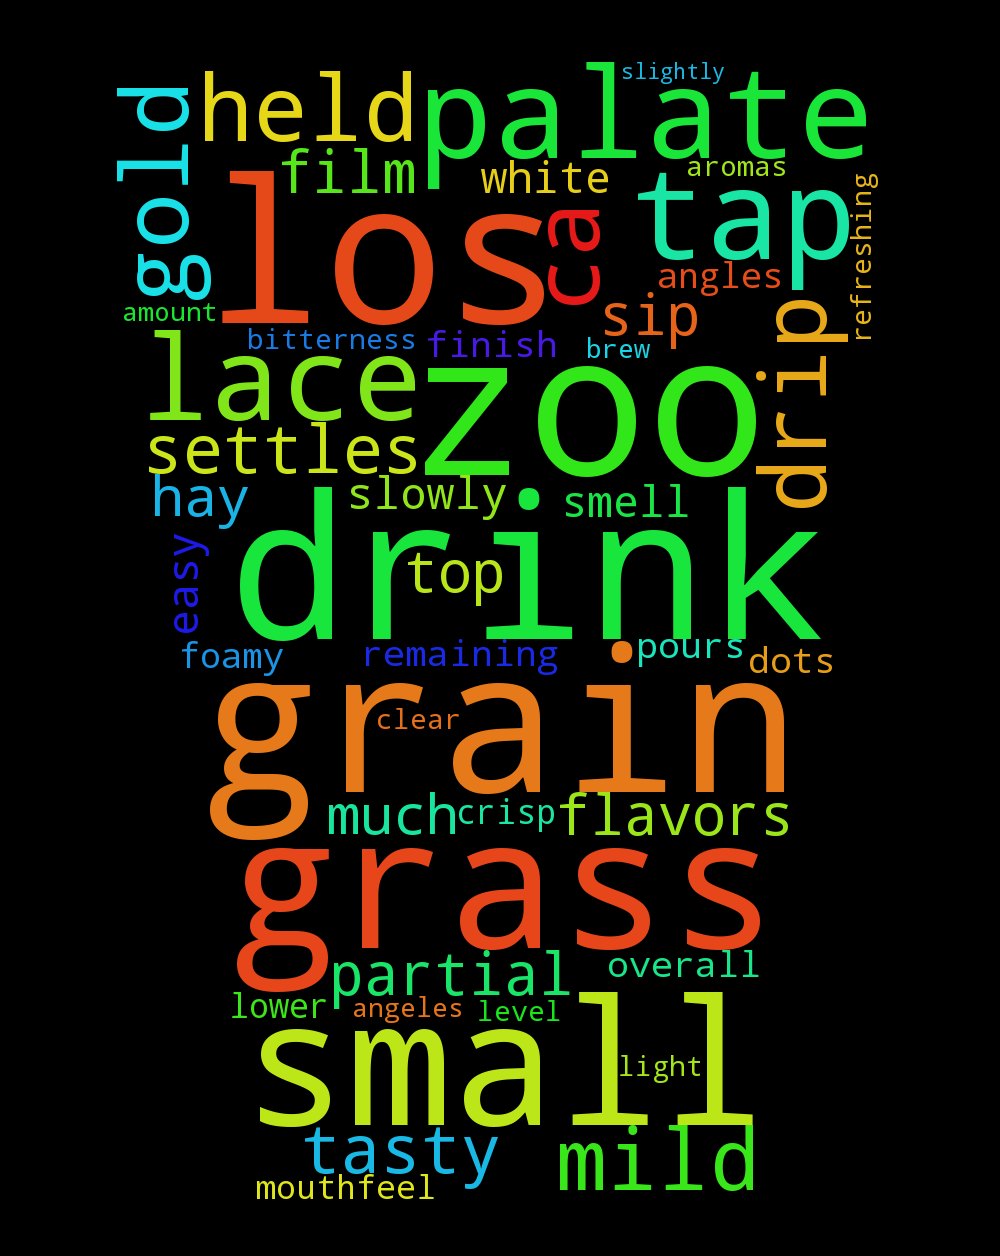 slightly
held
palate
gold
film
white
aromas
los
ca
tap
refreshing
angles
amount
sip
bitterness
finish
brew
lace
zoo
drip
settles
hay
slowly
smell
drink
easy
top
foamy
remaining
pours
dots
grain
clear
much
crisp
flavors
grass
partial
overall
lower
angeles
level
small
light
tasty
mild
mouthfeel